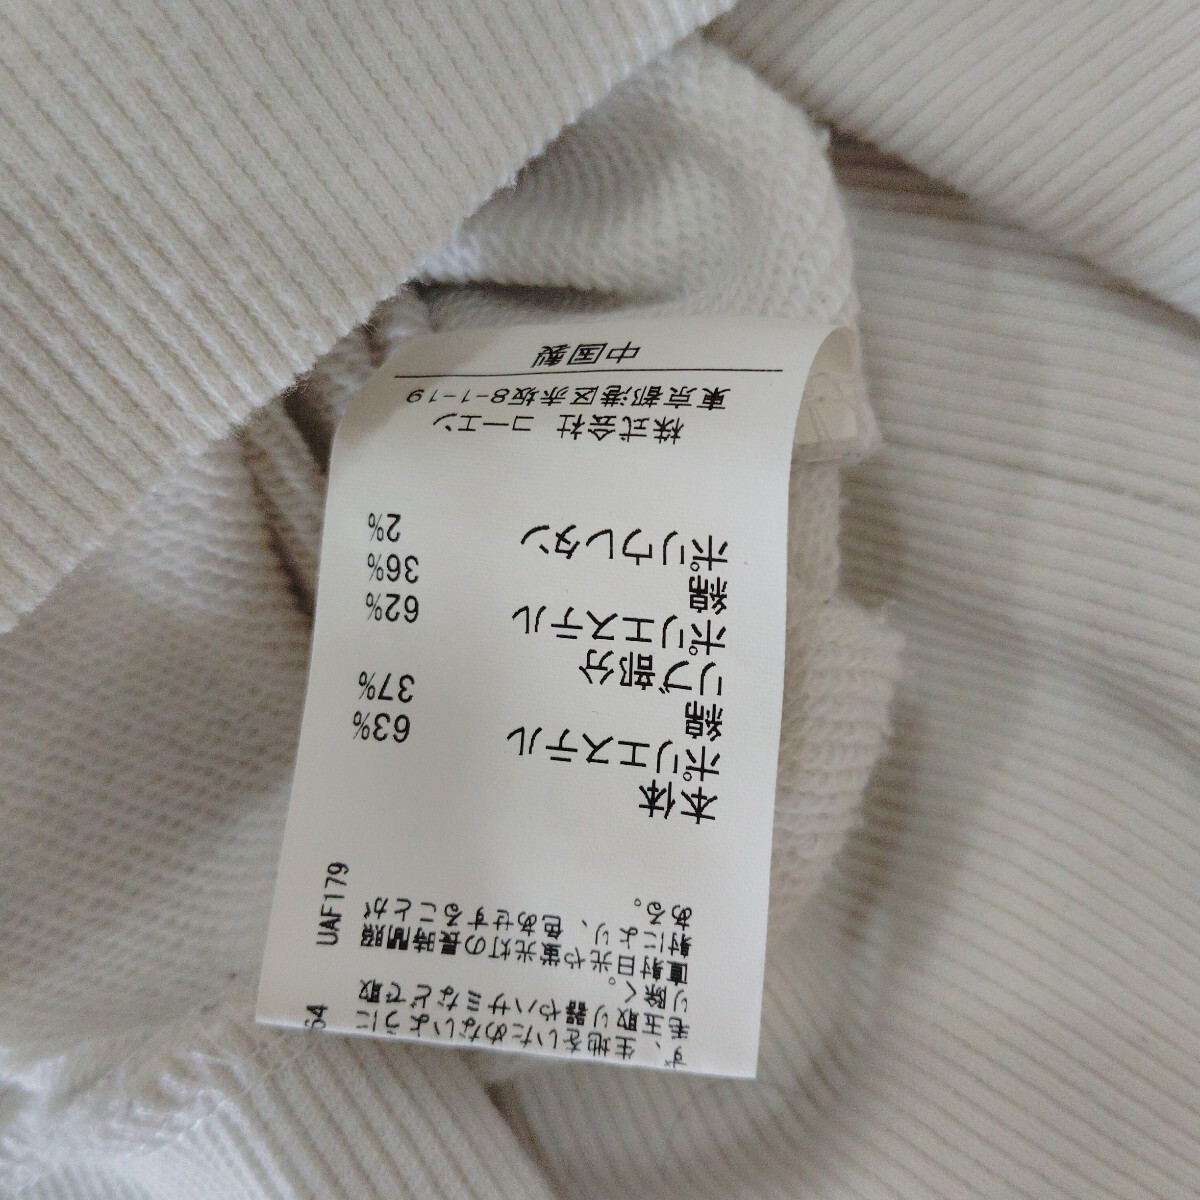 ず、生地をいためないように
毛玉取り器やハサミなどで取
り除く。
直射日光や蛍光灯の長時間照
射により、色あせすることが
ある。
64 UAF179
本体
ポリエステル 63%
綿 37%
リブ部分
ポリエステル 62%
綿 36%
ポリウレタン 2%
株式会社 コーエン
東京都港区赤坂8-1-19
中国製